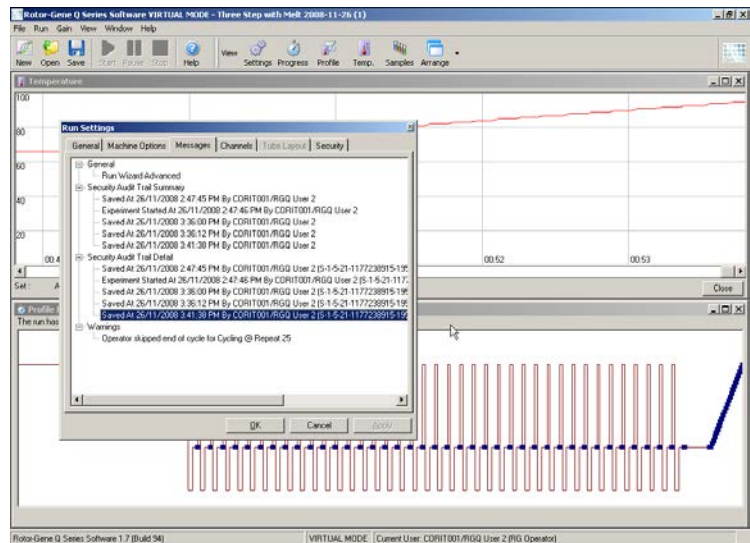 Rotor-Gene Q Series Software VIRTUAL MODE - Three Step with Melt 2008-11-26 (1)
File Run Gain View Window Help
New Open Save Start Pause Stop Help View Settings Progress Profile Temp. Samples Arrange
Temperature
100
80
60
40
20
00:52 00:53
Set :
Close
Run Settings
General Machine Options Messages Channels Tube Layout Security
General
Run Wizard Advanced
Security Audit Trail Summary
Saved At 26/11/2008 2:47:45 PM By CORIT001/RGQ User 2
Experiment Started At 26/11/2008 2:47:46 PM By CORIT001/RGQ User 2
Saved At 26/11/2008 3:36:00 PM By CORIT001/RGQ User 2
Saved At 26/11/2008 3:36:12 PM By CORIT001/RGQ User 2
Saved At 26/11/2008 3:41:38 PM By CORIT001/RGQ User 2
Security Audit Trail Detail
Saved At 26/11/2008 2:47:45 PM By CORIT001/RGQ User 2 (S-1-5-21-1177238915-195
Experiment Started At 26/11/2008 2:47:46 PM By CORIT001/RGQ User 2 (S-1-5-21-117
Saved At 26/11/2008 3:36:00 PM By CORIT001/RGQ User 2 (S-1-5-21-1177238915-195
Saved At 26/11/2008 3:36:12 PM By CORIT001/RGQ User 2 (S-1-5-21-1177238915-195
Saved At 26/11/2008 3:41:38 PM By CORIT001/RGQ User 2 (S-1-5-21-1177238915-195
Warnings
Operator skipped end of cycle for Cycling @ Repeat 25
OK Cancel Apply
Profile
The run has
Rotor-Gene Q Series Software 1.7 (Build 94) VIRTUAL MODE Current User: CORIT001/RGQ User 2 (RG Operator)